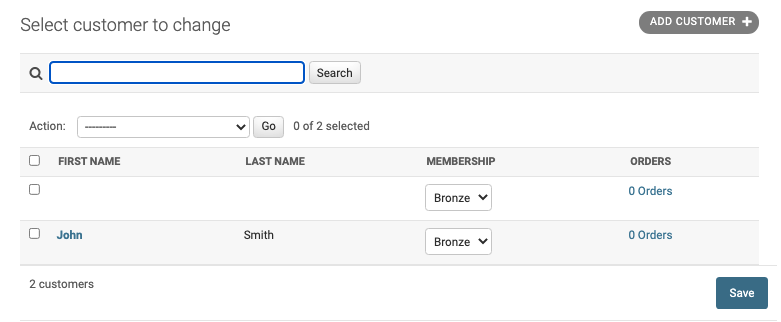 Select customer to change
ADD CUSTOMER +
Search
Action: --------- Go 0 of 2 selected
FIRST NAME LAST NAME MEMBERSHIP ORDERS
Bronze 0 Orders
John Smith Bronze 0 Orders
2 customers
Save